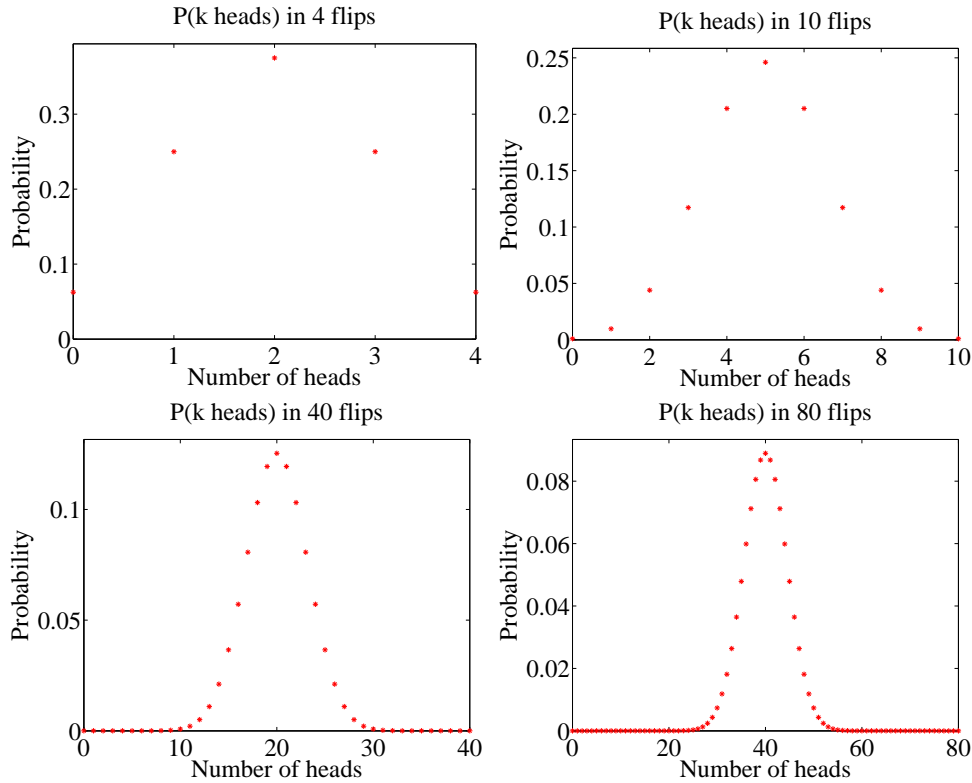 P(k heads) in 4 flips
Probability
0.3
0.2
0.1
0
0 1 2 3 4
Number of heads
P(k heads) in 10 flips
Probability
0.25
0.2
0.15
0.1
0.05
0
0 2 4 6 8 10
Number of heads
P(k heads) in 40 flips
Probability
0.1
0.05
0
0 10 20 30 40
Number of heads
P(k heads) in 80 flips
Probability
0.08
0.06
0.04
0.02
0
0 20 40 60 80
Number of heads